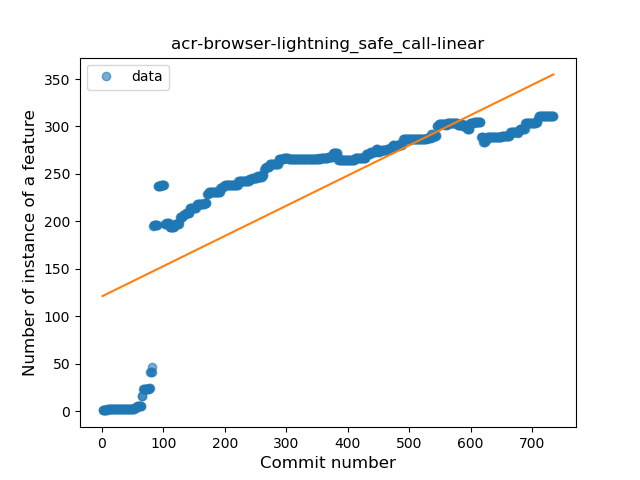 acr-browser-lightning_safe_call-linear
data
Number of instance of a feature
350
300
250
200
150
100
50
0
0 100 200 300 400 500 600 700
Commit number